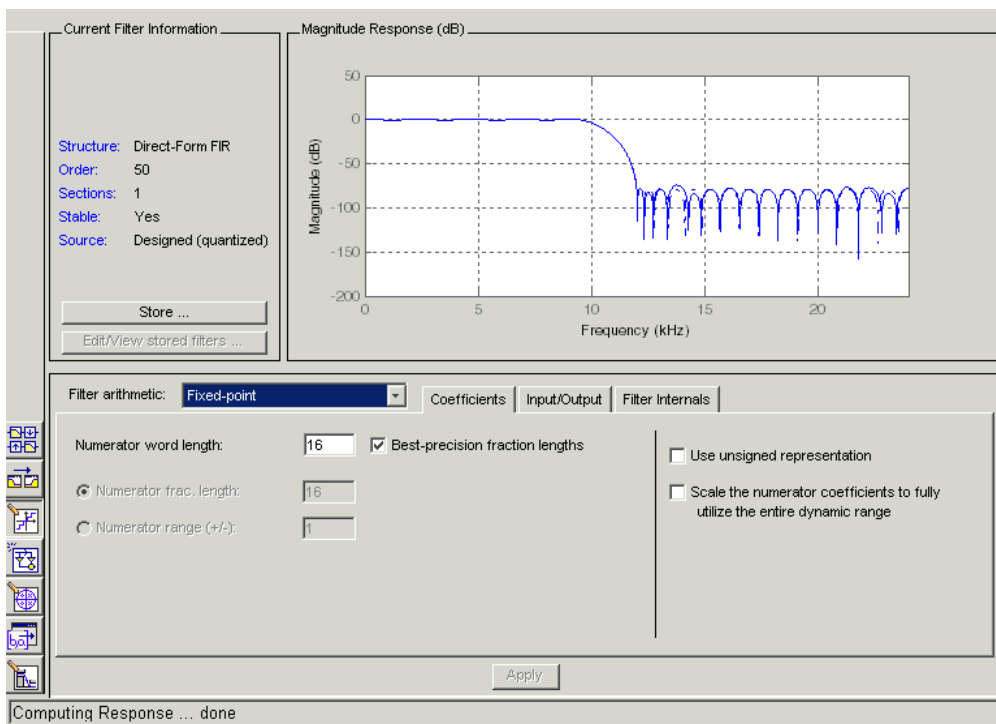 Current Filter Information
Structure: Direct-Form FIR
Order: 50
Sections: 1
Stable: Yes
Source: Designed (quantized)
Store ...
Edit/View stored filters ...
Magnitude Response (dB)
50
0
-50
-100
-150
-200
Magnitude (dB)
0 5 10 15 20
Frequency (kHz)
Filter arithmetic: Fixed-point
Coefficients Input/Output Filter Internals
Numerator word length: 16 Best-precision fraction lengths
Numerator frac. length: 16
Numerator range (+/-): 1
Use unsigned representation
Scale the numerator coefficients to fully
utilize the entire dynamic range
[b,a]
Apply
Computing Response ... done